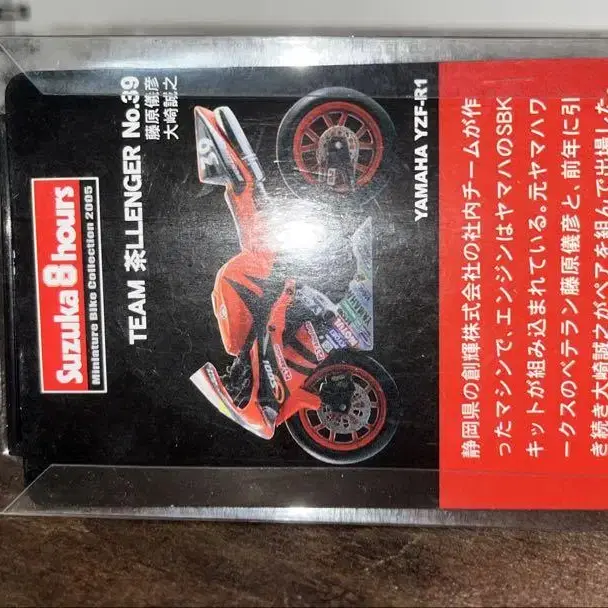 Suzuka 8 hours
Miniature Bike Collection 2005
TEAM 茶LLENGER No.39
藤原儀彦
大崎誠之
39
YAMAHA YZF-R1
静岡県の創輝株式会社の社内チームが作
ったマシンで、エンジンはヤマハのSBK
キットが組み込まれている。元ヤマハワ
ークスのベテラン藤原儀彦と、前年に引
き続き大崎誠之がペアを組んで出場した